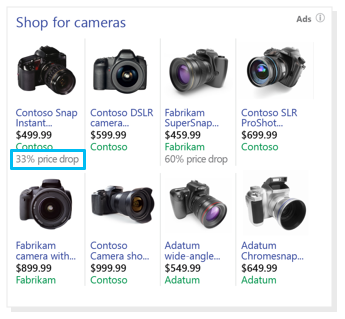 Shop for cameras
Ads
Contoso Snap Instant...
$499.99
Contoso
33% price drop
Contoso DSLR camera...
$599.99
Contoso
Fabrikam SuperSnap...
$459.99
Fabrikam
60% price drop
Contoso SLR ProShot...
$699.99
Contoso
Fabrikam camera with...
$899.99
Fabrikam
Contoso Camera sho...
$999.99
Contoso
Adatum wide-angle...
$549.99
Adatum
Adatum Chromesnap...
$649.99
Adatum